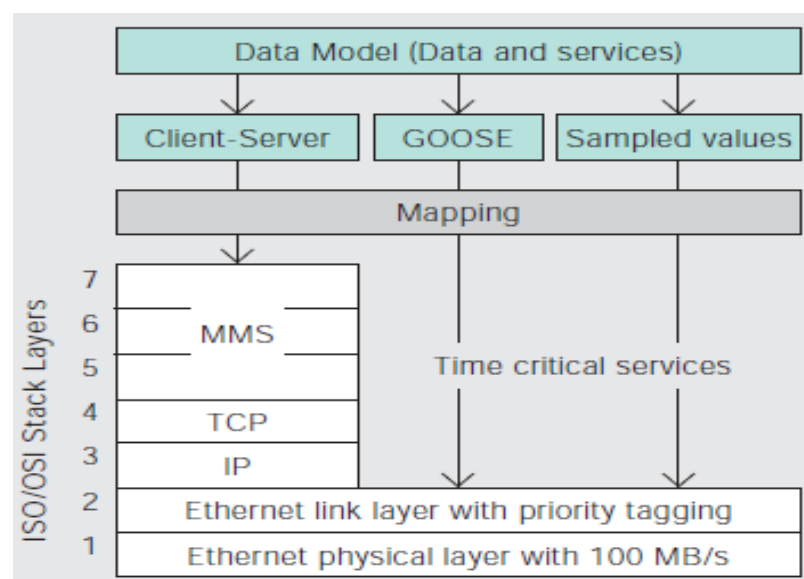 Data Model (Data and services)
Client-Server
GOOSE
Sampled values
Mapping
ISO/OSI Stack Layers
7
6
MMS
5
Time critical services
4
TCP
3
IP
2
Ethernet link layer with priority tagging
1
Ethernet physical layer with 100 MB/s